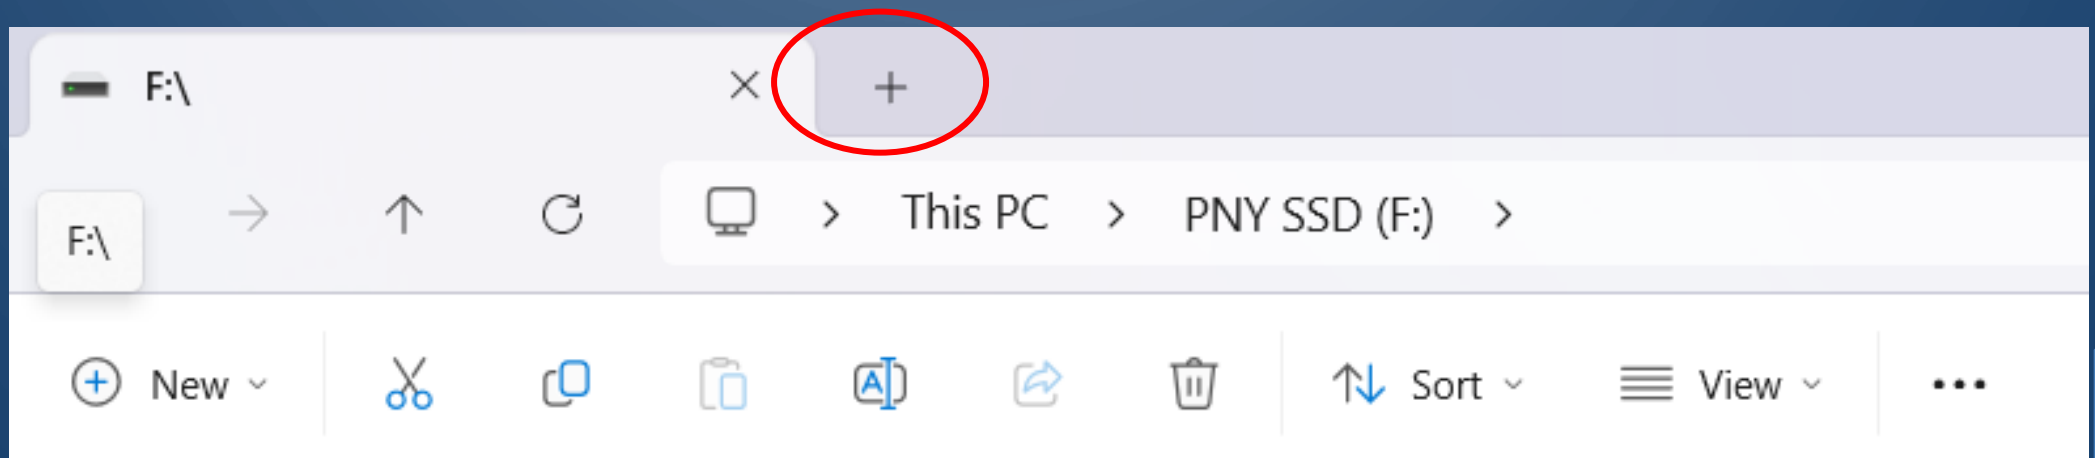 F:\
This PC > PNY SSD (F:) >
F:\
New
Sort
View